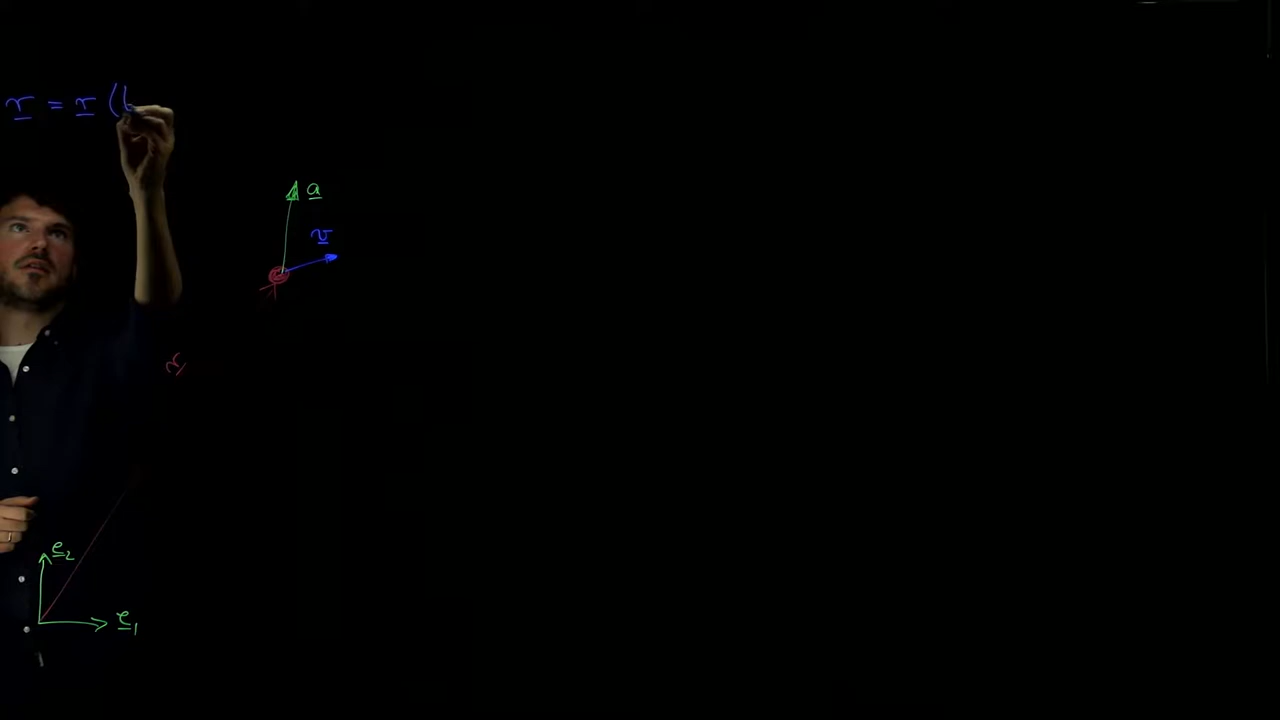 r = r (t
a
v
r
e₂
e₁